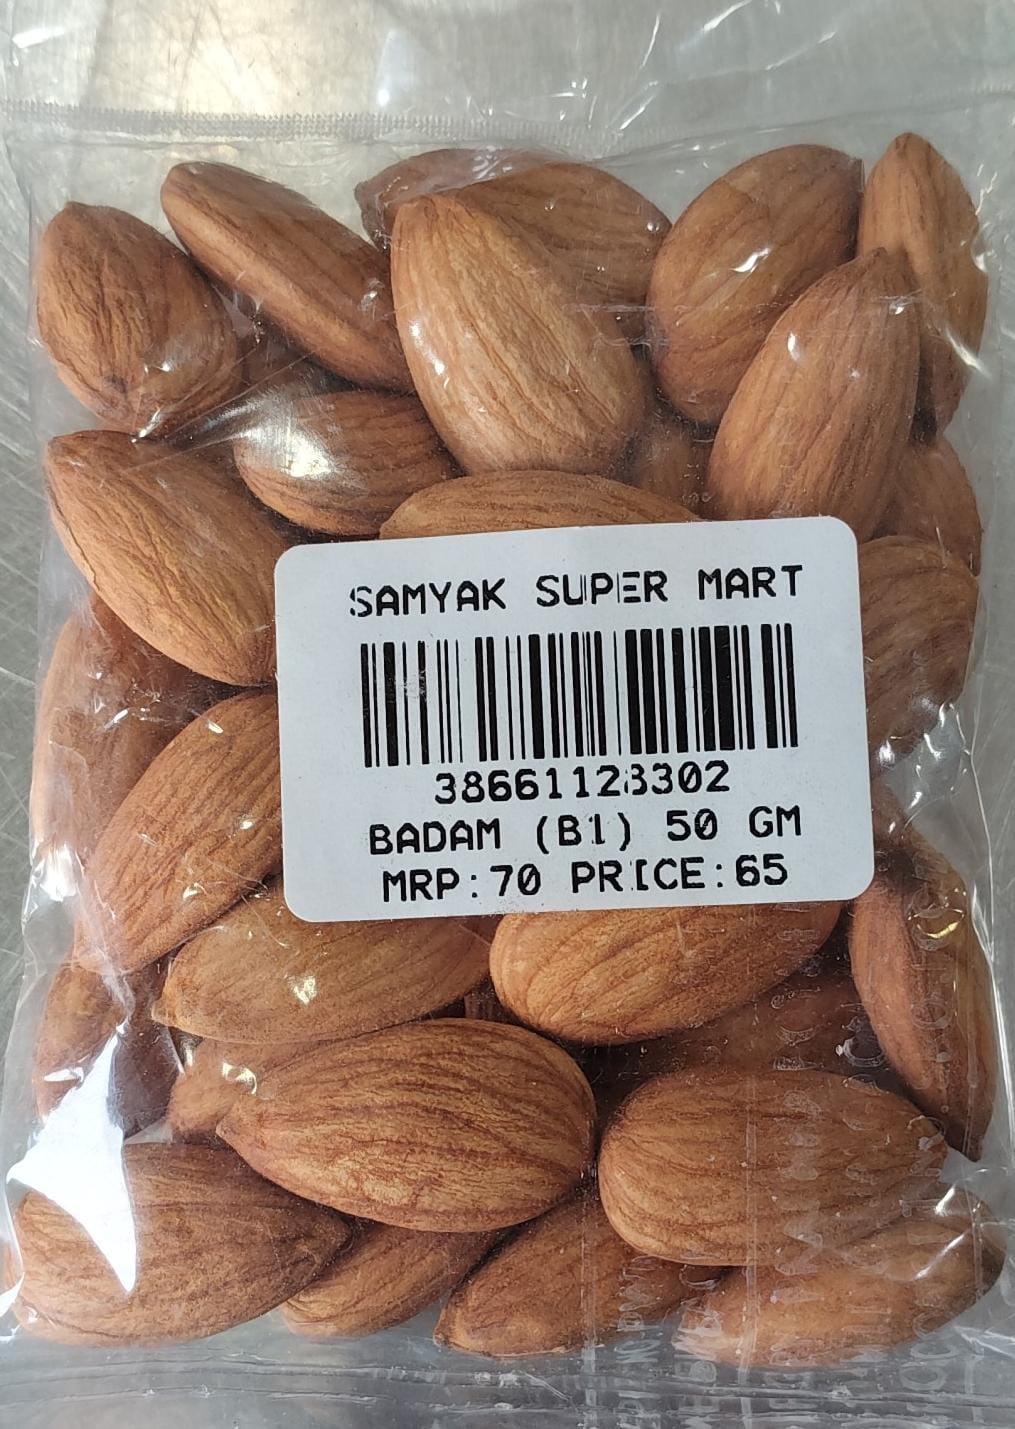 SAMYAK SUPER MART
38661128302
BADAM (B1) 50 GM
MRP:70 PRICE:65